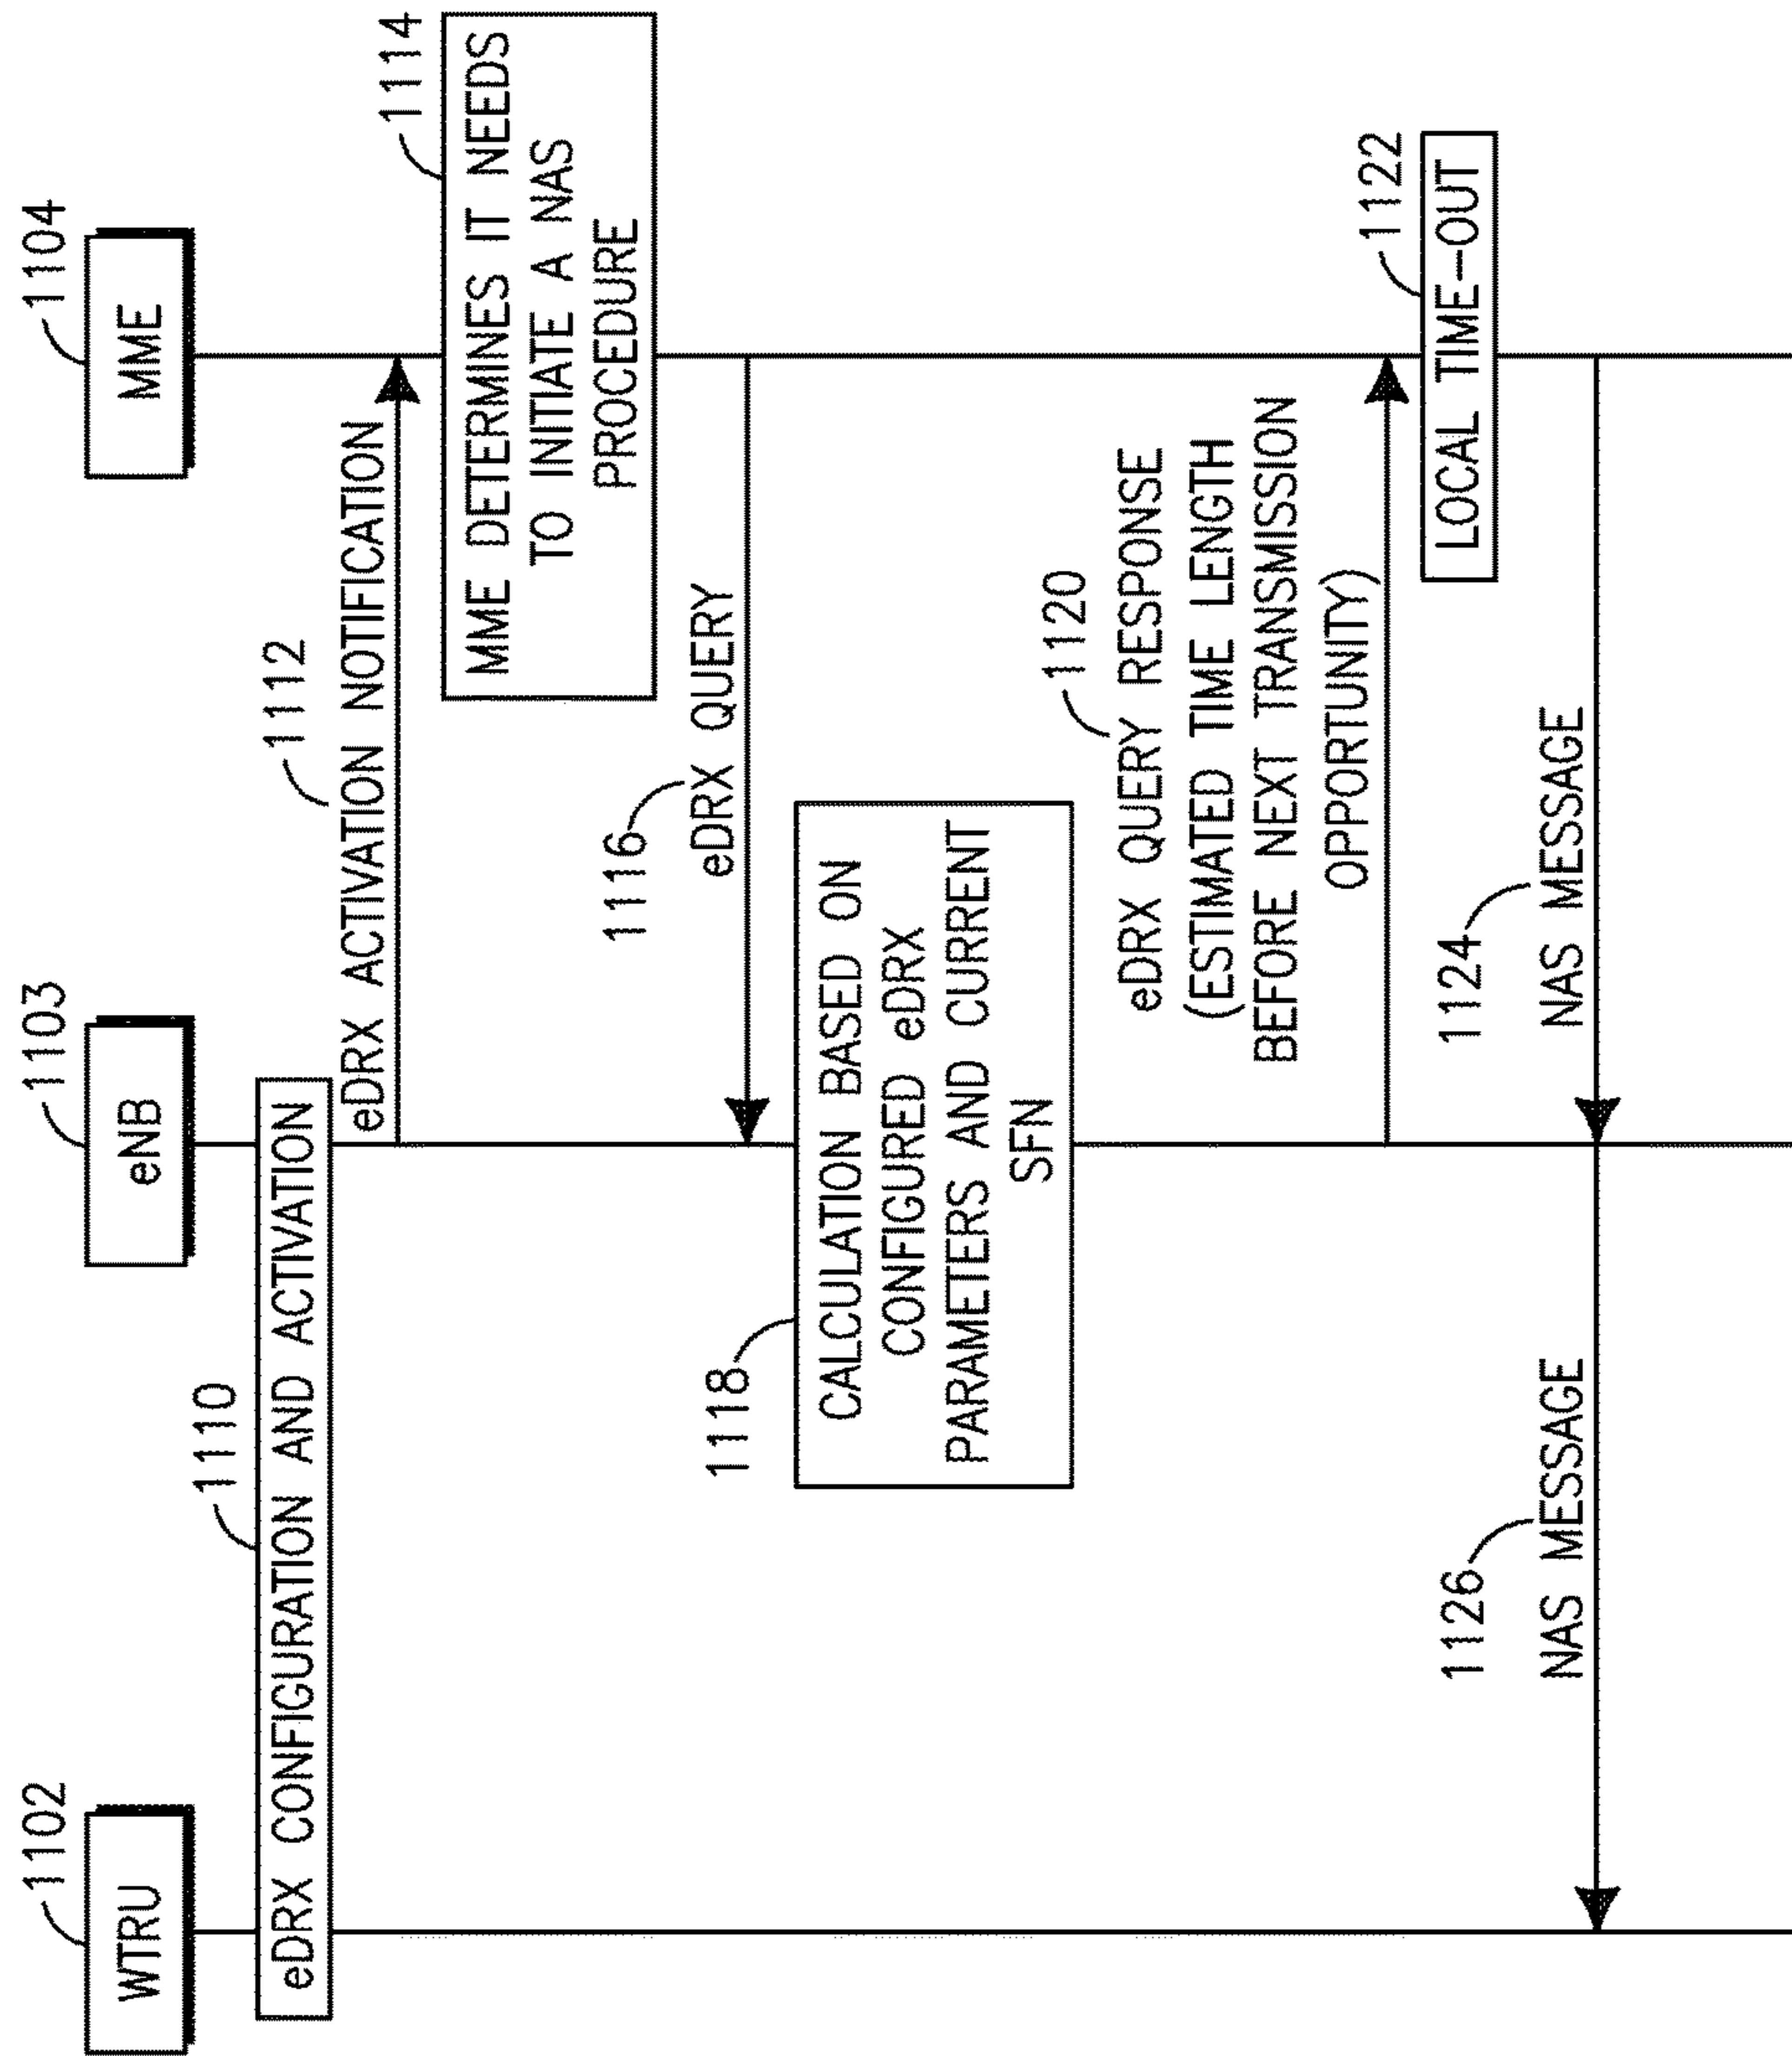 1102
WTRU
1103
eNB
1104
MME
1110
eDRX CONFIGURATION AND ACTIVATION
1112
eDRX ACTIVATION NOTIFICATION
1114
MME DETERMINES IT NEEDS
TO INITIATE A NAS
PROCEDURE
1116
eDRX QUERY
1118
CALCULATION BASED ON
CONFIGURED eDRX
PARAMETERS AND CURRENT
SFN
1120
eDRX QUERY RESPONSE
(ESTIMATED TIME LENGTH
BEFORE NEXT TRANSMISSION
OPPORTUNITY)
1122
LOCAL TIME-OUT
1124
NAS MESSAGE
1126
NAS MESSAGE